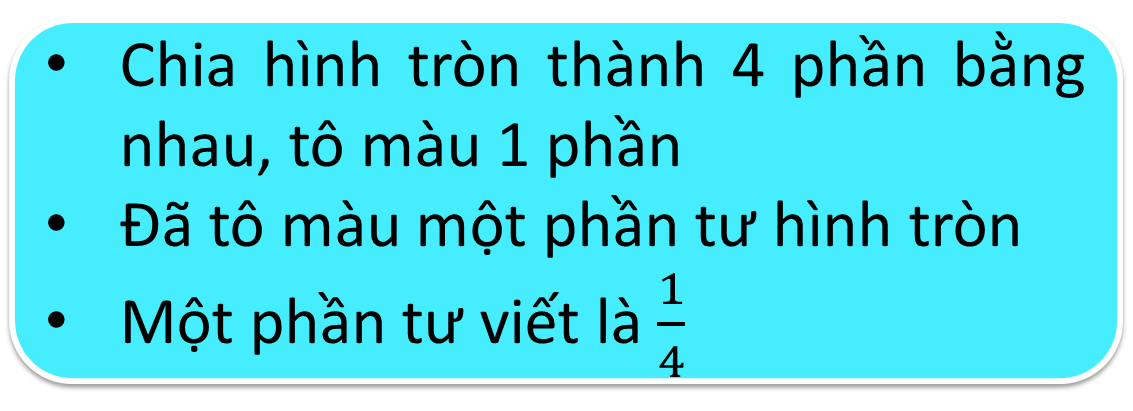 • Chia hình tròn thành 4 phần bằng
nhau, tô màu 1 phần
• Đã tô màu một phần tư hình tròn
• Một phần tư viết là 1/4